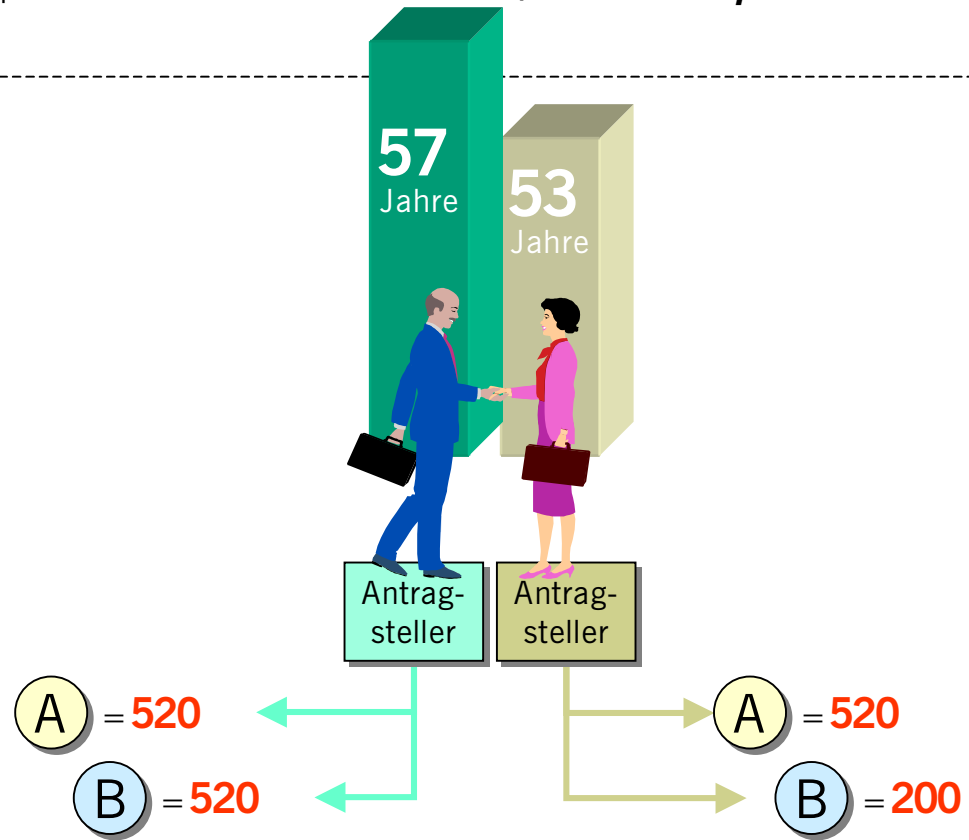 57
Jahre
53
Jahre
Antrag-
steller
Antrag-
steller
A = 520
B = 520
A = 520
B = 200